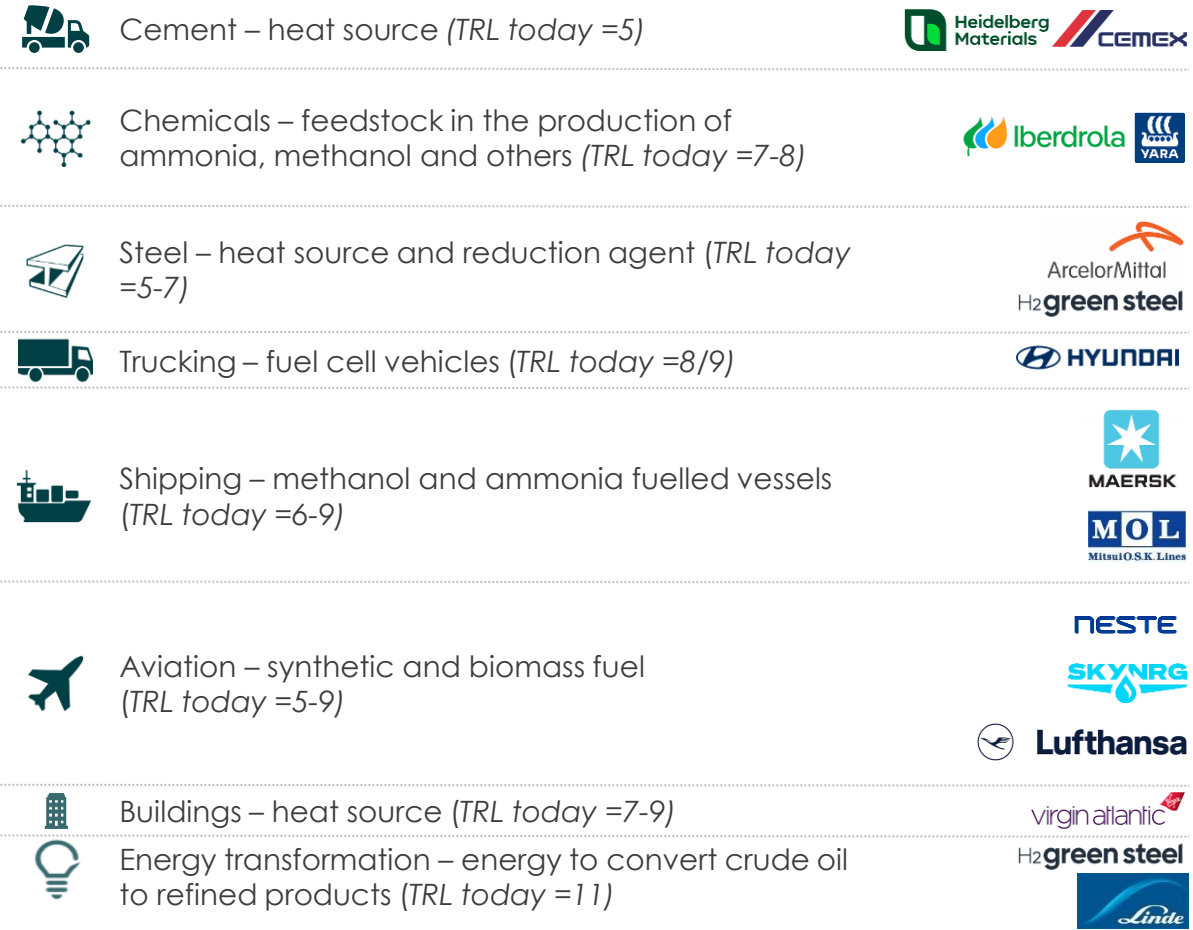 Cement – heat source (TRL today =5)
Heidelberg
Materials
CEMEX
Chemicals – feedstock in the production of
ammonia, methanol and others (TRL today =7-8)
Iberdrola
YARA
Steel – heat source and reduction agent (TRL today
=5-7)
ArcelorMittal
H2 green steel
Trucking – fuel cell vehicles (TRL today =8/9)
HYUNDAI
Shipping – methanol and ammonia fuelled vessels
(TRL today =6-9)
MAERSK
MOL
Mitsui O.S.K. Lines
Aviation – synthetic and biomass fuel
(TRL today =5-9)
NESTE
SKYNRG
Lufthansa
Buildings – heat source (TRL today =7-9)
virgin atlantic
Energy transformation – energy to convert crude oil
to refined products (TRL today =11)
H2 green steel
Linde